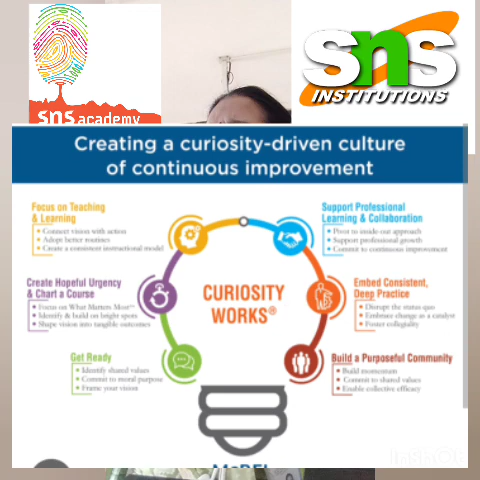 sns academy
SNS
INSTITUTIONS
Creating a curiosity-driven culture
of continuous improvement
Focus on Teaching
& Learning
• Connect vision with action
• Adopt better routines
• Create a consistent instructional model
Support Professional
Learning & Collaboration
• Pivot to inside-out approach
• Support professional growth
• Commit to continuous improvement
Create Hopeful Urgency
& Chart a Course
• Focus on What Matters Most™
• Identify & build on bright spots
• Shape vision into tangible outcomes
CURIOSITY
WORKS®
Embed Consistent,
Deep Practice
• Disrupt the status quo
• Embrace change as a catalyst
• Foster collegiality
Get Ready
• Identify shared values
• Commit to moral purpose
• Frame your vision
Build a Purposeful Community
• Build momentum
• Commit to shared values
• Enable collective efficacy